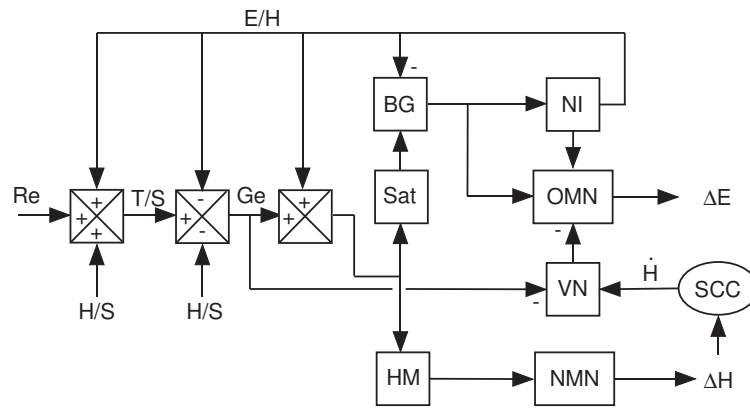 E/H
-
BG
NI
Re
+
+
+
T/S
-
+
-
Ge
+
+
Sat
OMN
ΔE
-
H/S
H/S
-
VN
Ḣ
SCC
HM
NMN
ΔH